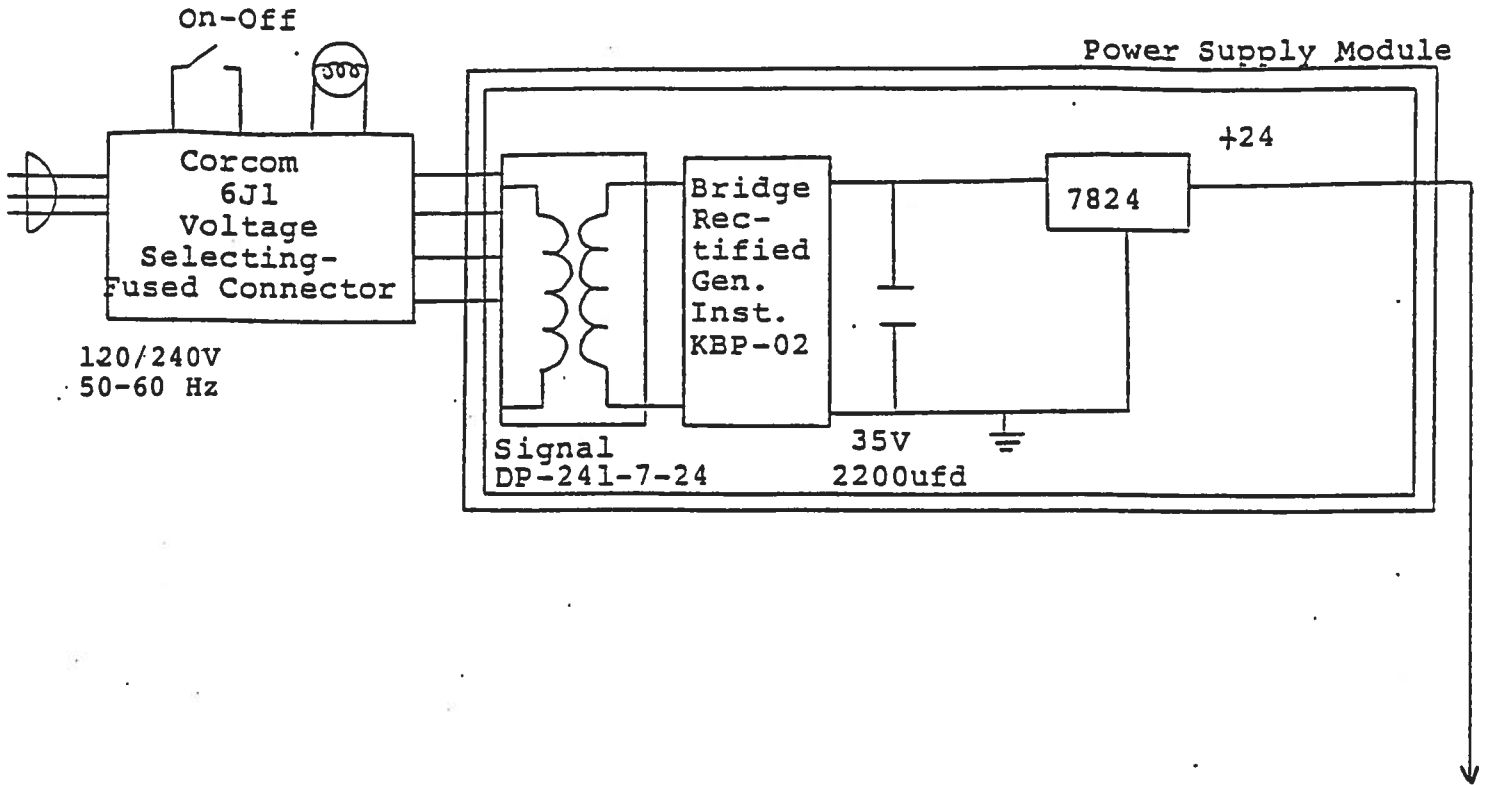 On-Off
Power Supply Module
+24
Corcom
6J1
Voltage
Selecting-
Fused Connector
Bridge
Rec-
tified
Gen.
Inst.
KBP-02
7824
120/240V
50-60 Hz
Signal
DP-241-7-24
35V
2200ufd